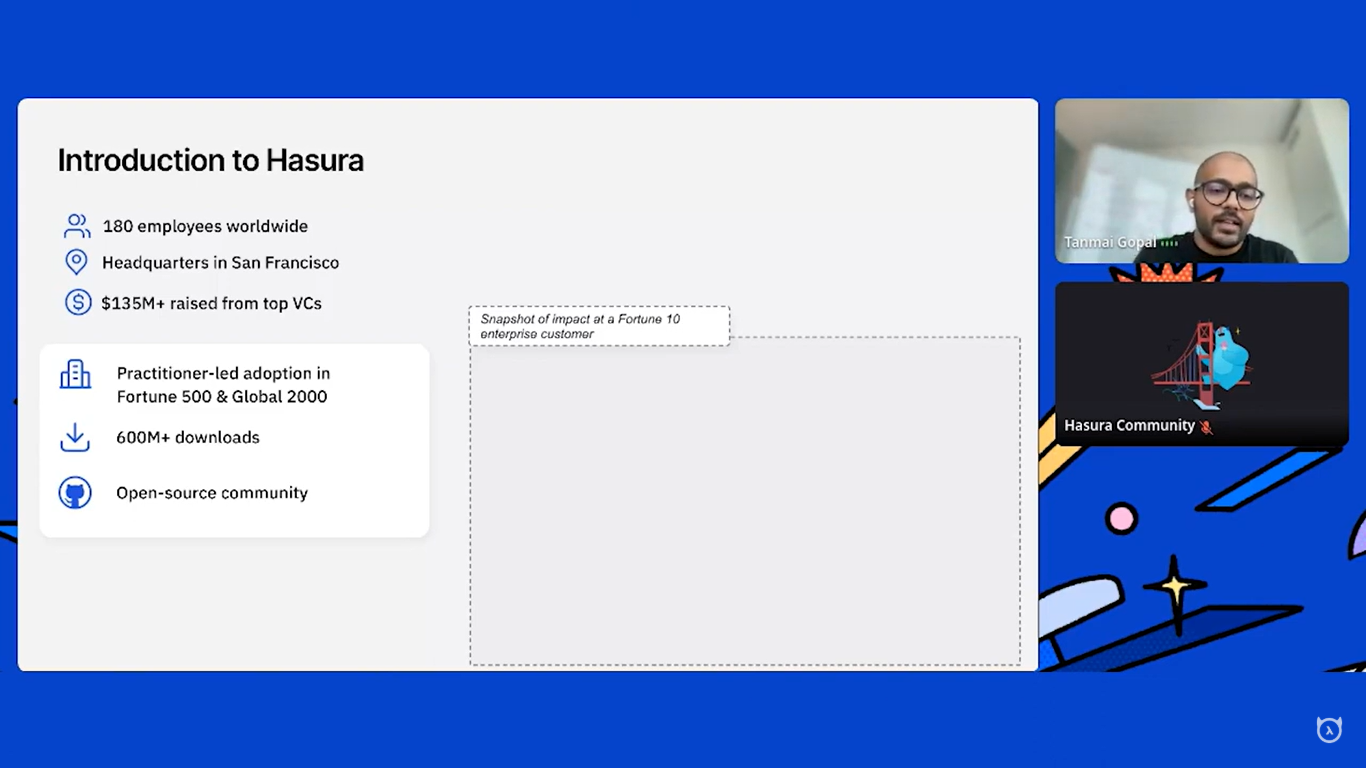 Introduction to Hasura
180 employees worldwide
Headquarters in San Francisco
$135M+ raised from top VCs
Practitioner-led adoption in
Fortune 500 & Global 2000
600M+ downloads
Open-source community
Snapshot of impact at a Fortune 10
enterprise customer
Tanmai Gopal
Hasura Community
λ